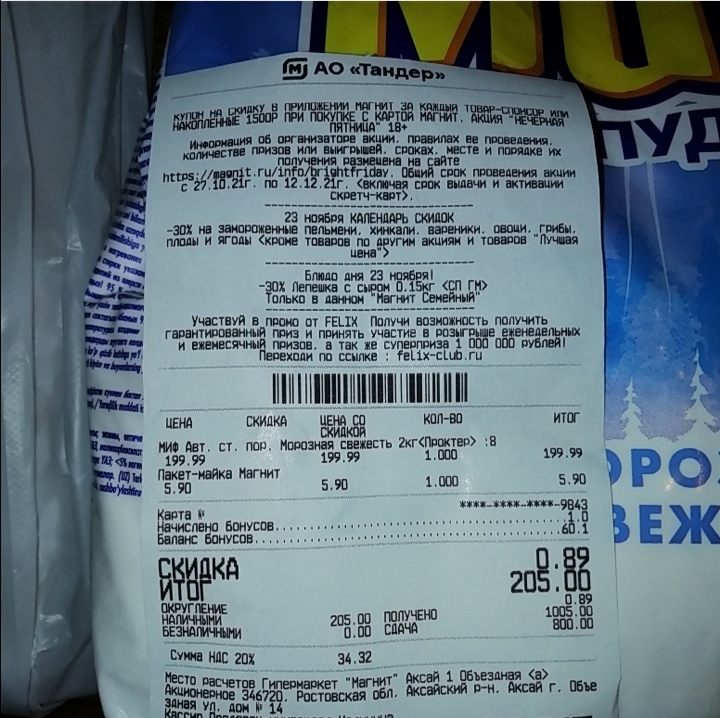 АО «Тандер»
КУПОН НА СКИДКУ В ПРИЛОЖЕНИИ МАГНИТ ЗА КАЖДЫЙ ТОВАР-СПОНСОР ИЛИ
НАКОПЛЕННЫЕ 1500Р ПРИ ПОКУПКЕ С КАРТОЙ МАГНИТ. АКЦИЯ "НЕЧЕРНАЯ
ПЯТНИЦА" 18+
Информация об организаторе акции, правилах ее проведения,
количестве призов или выигрышей, сроках, месте и порядке их
получения размещена на сайте
https://magnit.ru/info/brightfriday. Общий срок проведения акции
с 27.10.21г. по 12.12.21г. <включая срок выдачи и активации
скретч-карт>.
23 НОЯБРЯ КАЛЕНДАРЬ СКИДОК
-30% на замороженные пельмени, хинкали, вареники, овощи, грибы,
плоды и ягоды <кроме товаров по другим акциям и товаров "Лучшая
цена">
Блюдо дня 23 ноября!
-30% Лепешка с сыром 0.15кг <СП ГМ>
Только в данном "Магнит Семейный"
Участвуй в промо от FELIX Получи возможность получить
гарантированный приз и принять участие в розыгрыше еженедельных
и ежемесячный призов, а так же суперприза 1 000 000 рублей!
Переходи по ссылке : felix-club.ru
ЦЕНА СКИДКА ЦЕНА СО СКИДКОЙ КОЛ-ВО ИТОГ
МИФ Авт. ст. пор. Морозная свежесть 2кг<Проктер> :8
199.99 199.99 1.000 199.99
Пакет-майка Магнит
5.90 5.90 1.000 5.90
Карта № ****-****-****-9843
Начислено бонусов 1.0
Баланс бонусов 60.1
СКИДКА 0.89
ИТОГ 205.00
ОКРУГЛЕНИЕ 0.89
НАЛИЧНЫМИ 205.00 ПОЛУЧЕНО 1005.00
БЕЗНАЛИЧНЫМИ 0.00 СДАЧА 800.00
Сумма НДС 20% 34.32
Место расчетов Гипермаркет "Магнит" Аксай 1 Объездная <а>
Акционерное 346720, Ростовская обл. Аксайский р-н. Аксай г. Объе
здная ул. дом № 14
Кассир
ПУД
ОРО
ВЕЖ